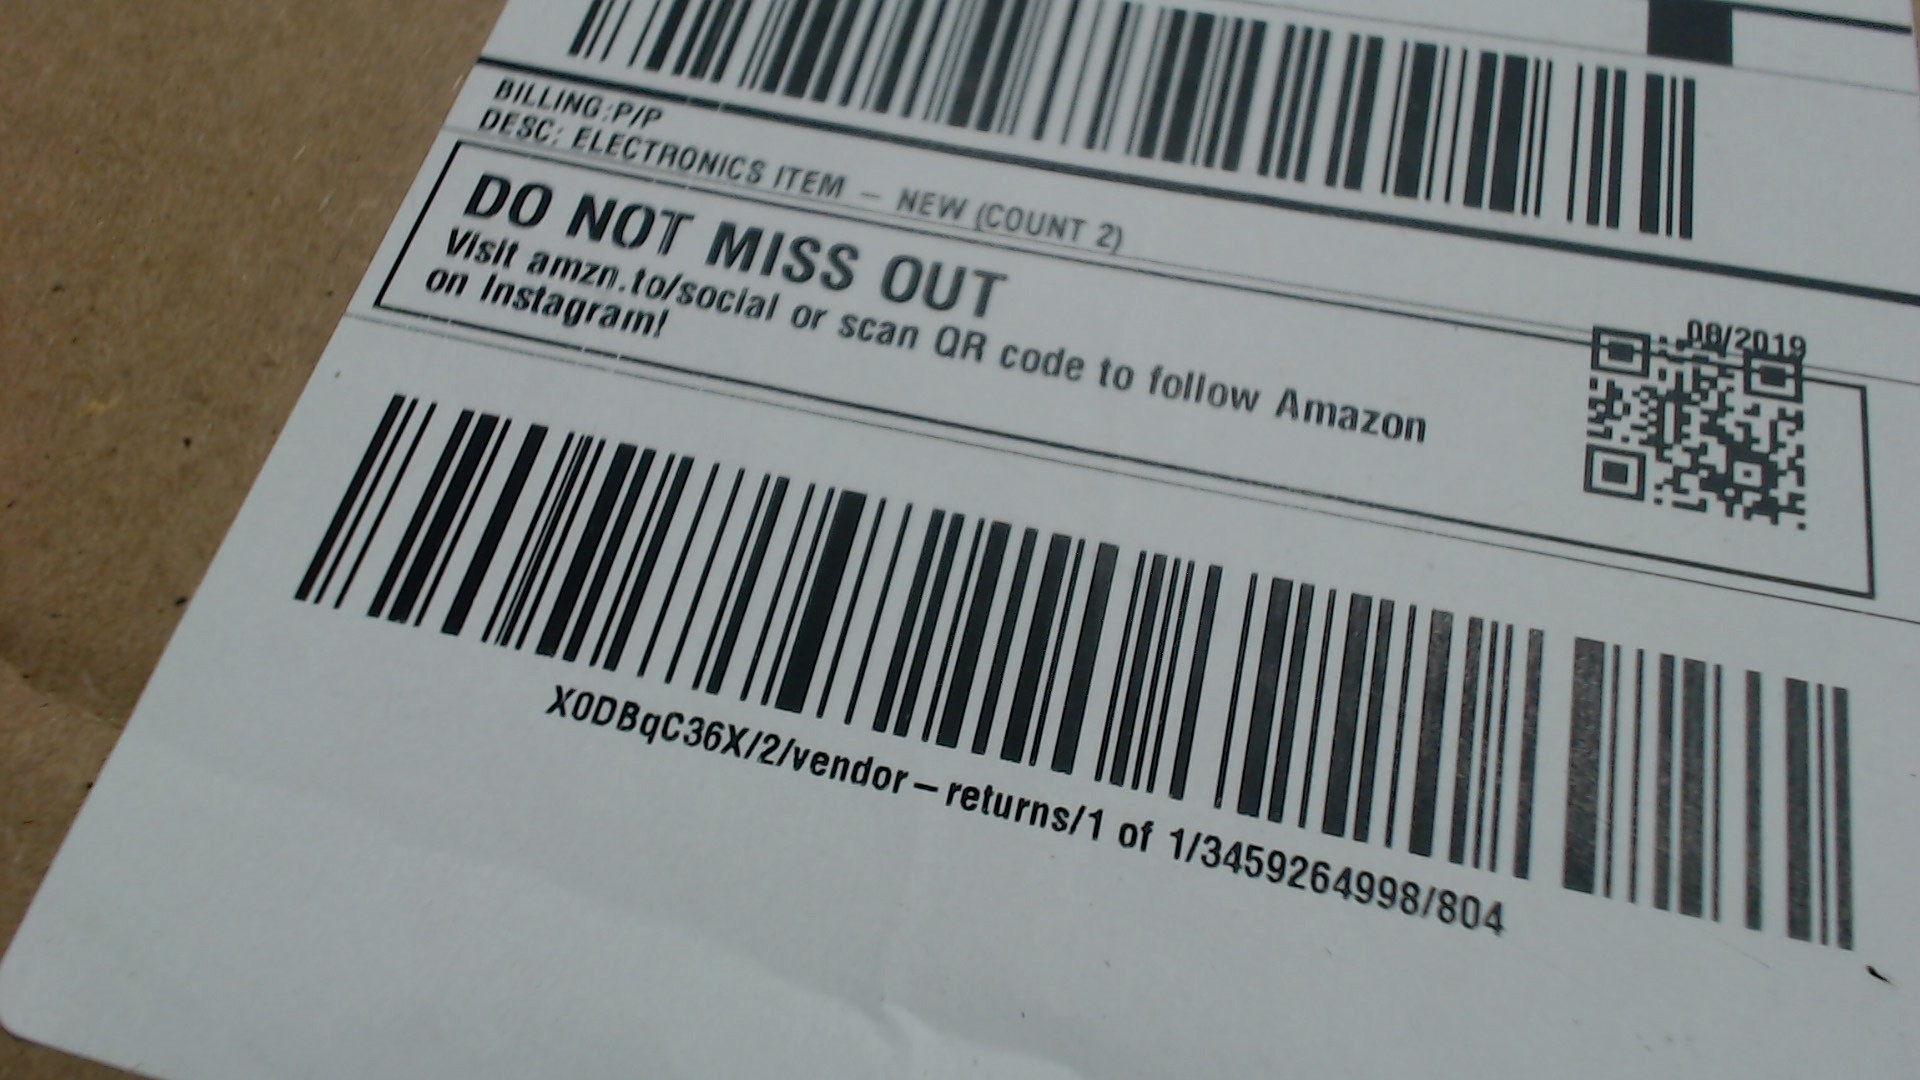 BILLING:P/P
DESC: ELECTRONICS ITEM – NEW (COUNT 2)
DO NOT MISS OUT
Visit amzn.to/social or scan QR code to follow Amazon
on Instagram!
08/2019
X0DBqC36X/2/vendor–returns/1 of 1/3459264998/804